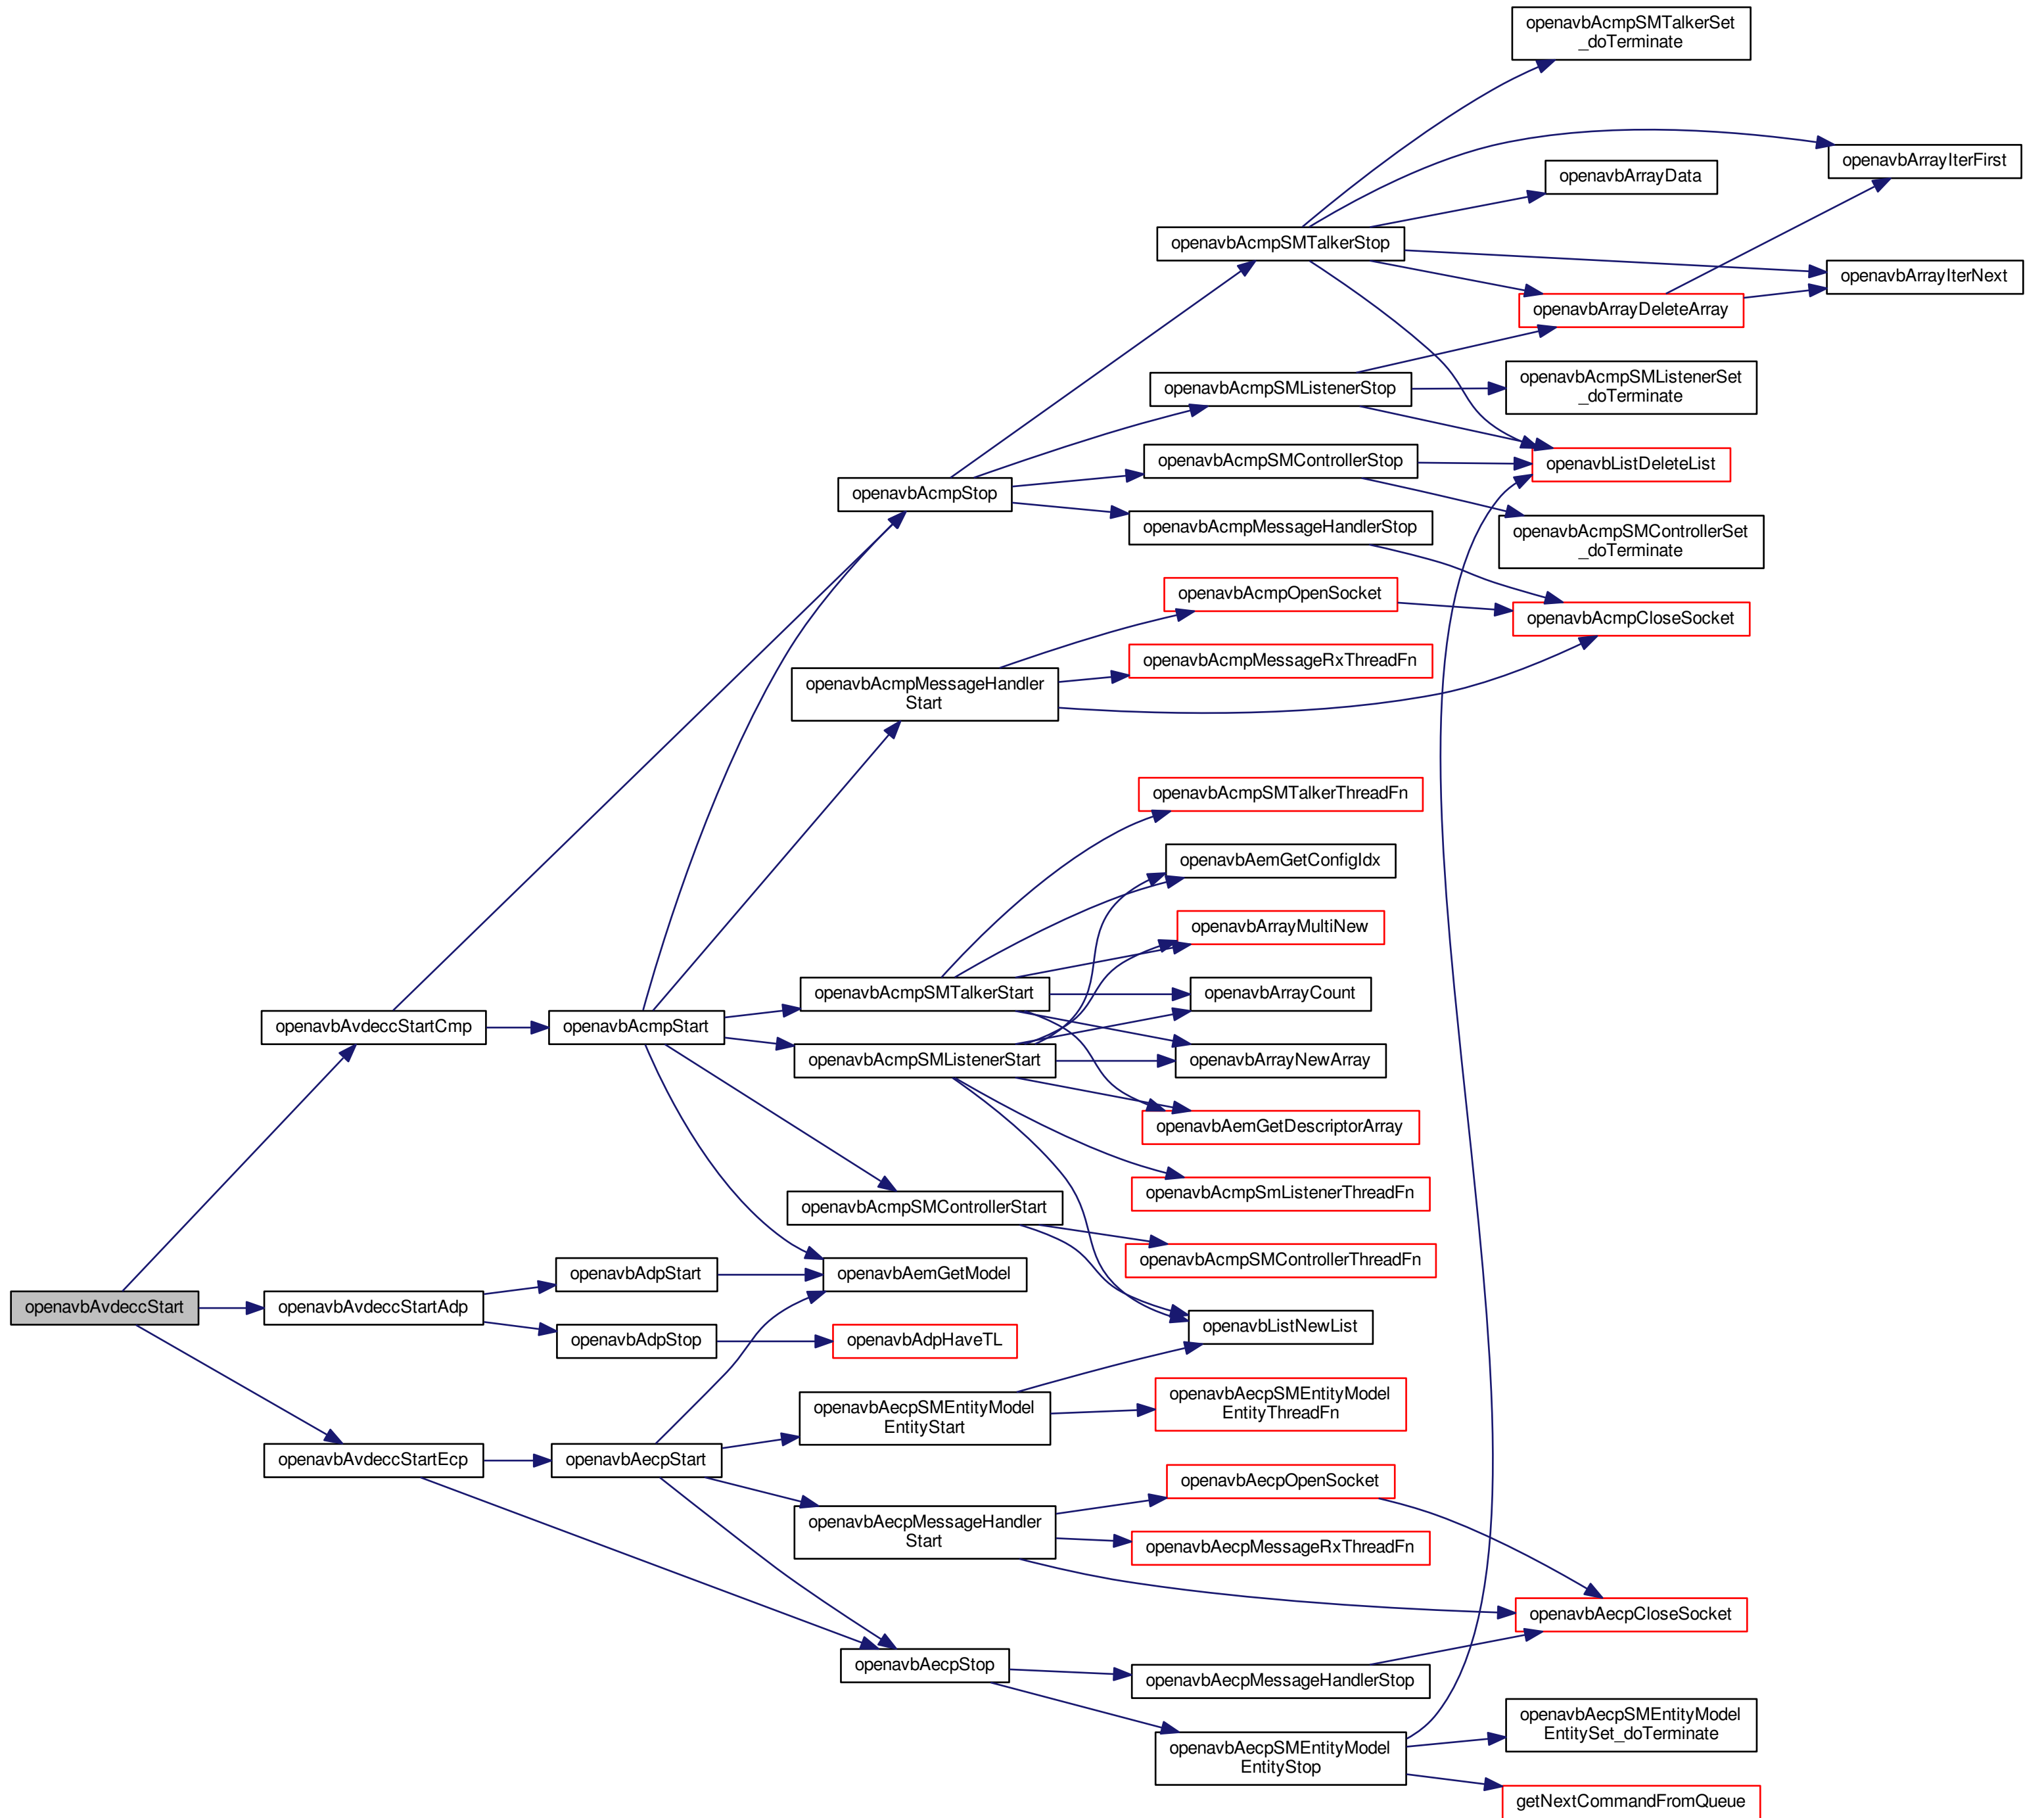 openavbAvdeccStart
openavbAvdeccStartCmp
openavbAvdeccStartAdp
openavbAvdeccStartEcp
openavbAcmpStart
openavbAdpStart
openavbAdpStop
openavbAecpStart
openavbAcmpStop
openavbAcmpMessageHandler
Start
openavbAcmpSMTalkerStart
openavbAcmpSMListenerStart
openavbAcmpSMControllerStart
openavbAemGetModel
openavbAdpHaveTL
openavbAecpSMEntityModel
EntityStart
openavbAecpMessageHandler
Start
openavbAecpStop
openavbAcmpSMTalkerStop
openavbAcmpSMListenerStop
openavbAcmpSMControllerStop
openavbAcmpMessageHandlerStop
openavbAcmpOpenSocket
openavbAcmpMessageRxThreadFn
openavbAcmpSMTalkerThreadFn
openavbAemGetConfigIdx
openavbArrayMultiNew
openavbArrayCount
openavbArrayNewArray
openavbAemGetDescriptorArray
openavbAcmpSmListenerThreadFn
openavbAcmpSMControllerThreadFn
openavbListNewList
openavbAecpSMEntityModel
EntityThreadFn
openavbAecpOpenSocket
openavbAecpMessageRxThreadFn
openavbAecpMessageHandlerStop
openavbAecpSMEntityModel
EntityStop
openavbAcmpSMTalkerSet
_doTerminate
openavbArrayData
openavbArrayDeleteArray
openavbAcmpSMListenerSet
_doTerminate
openavbListDeleteList
openavbAcmpSMControllerSet
_doTerminate
openavbAcmpCloseSocket
openavbAecpCloseSocket
openavbAecpSMEntityModel
EntitySet_doTerminate
getNextCommandFromQueue
openavbArrayIterFirst
openavbArrayIterNext